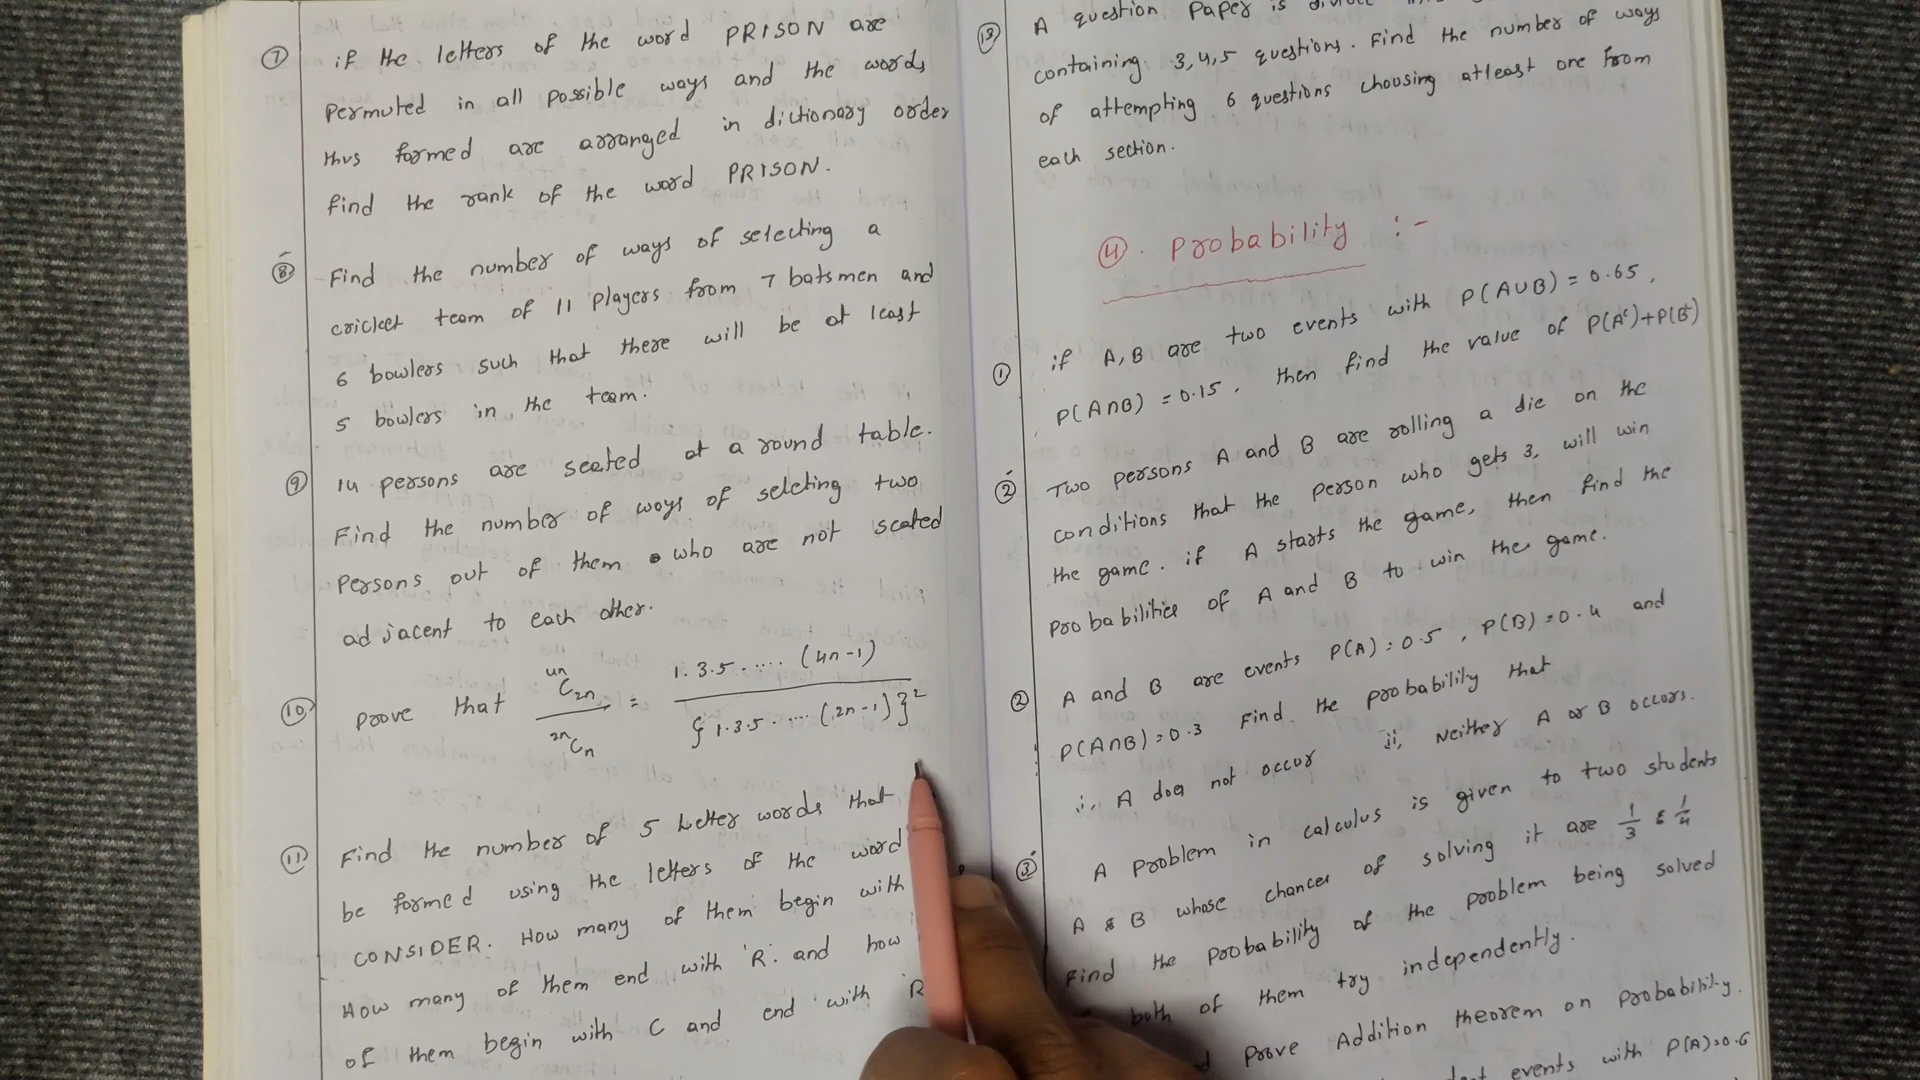 7 if the letters of the word PRISON are
permuted in all possible ways and the words
thus formed are arranged in dictionary order
find the rank of the word PRISON.
8 Find the number of ways of selecting a
cricket team of 11 players from 7 batsmen and
6 bowlers such that there will be at least
5 bowlers in the team.
9 14 persons are seated at a round table.
Find the number of ways of selcting two
persons out of them who are not seated
adjacent to each other.
10 prove that 4nC2n / 2nCn = 1.3.5..... (4n-1) / {1.3.5..... (2n-1)}²
11 Find the number of 5 letter words that
be formed using the letters of the word
CONSIDER. How many of them begin with
How many of them end with 'R'. and how
of them begin with C and end with R
13 A question paper is
containing 3,4,5 questions. Find the number of ways
of attempting 6 questions choosing atleast one from
each section.
4. Probability :-
1 if A, B are two events with P(A∪B) = 0.65,
P(A∩B) = 0.15, then find the value of P(Aᶜ)+P(Bᶜ)
2 Two persons A and B are rolling a die on the
conditions that the person who gets 3, will win
the game. if A starts the game, then find the
probabilities of A and B to win the game.
2 A and B are events P(A)=0.5, P(B)=0.4 and
P(A∩B)=0.3 Find the probability that
i, A does not occur ii, Neither A or B occurs.
3 A problem in calculus is given to two students
A & B whose chances of solving it are 1/3 & 1/4
Find the probability of the problem being solved
both of them try independently.
prove Addition theorem on probability.
events with P(A)=0.6